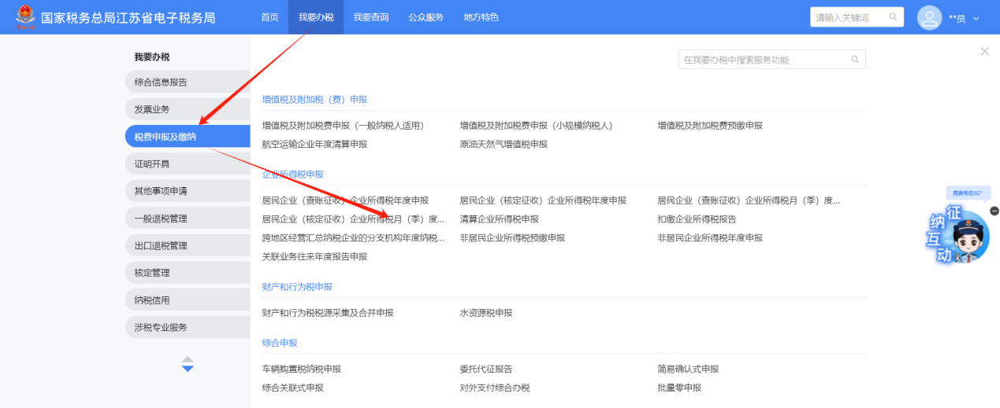 国家税务总局江苏省电子税务局 首页 我要办税 我要查询 公众服务 地方特色 请输入关键词 **员
我要办税
在我要办税中搜索服务功能
综合信息报告
发票业务
税费申报及缴纳
证明开具
其他事项申请
一般退税管理
出口退税管理
核定管理
纳税信用
涉税专业服务
增值税及附加税（费）申报
增值税及附加税费申报（一般纳税人适用） 增值税及附加税费申报（小规模纳税人） 增值税及附加税费预缴申报
航空运输企业年度清算申报 原油天然气增值税申报
企业所得税申报
居民企业（查账征收）企业所得税年度申报 居民企业（核定征收）企业所得税年度申报 居民企业（查账征收）企业所得税月（季）度...
居民企业（核定征收）企业所得税月（季）度... 清算企业所得税申报 扣缴企业所得税报告
跨地区经营汇总纳税企业的分支机构年度纳税... 非居民企业所得税预缴申报 非居民企业所得税年度申报
关联业务往来年度报告申报
财产和行为税申报
财产和行为税税源采集及合并申报 水资源税申报
综合申报
车辆购置税纳税申报 委托代征报告 简易确认式申报
综合关联式申报 对外支付综合办税 批量零申报
需要帮助吗?
征纳互动